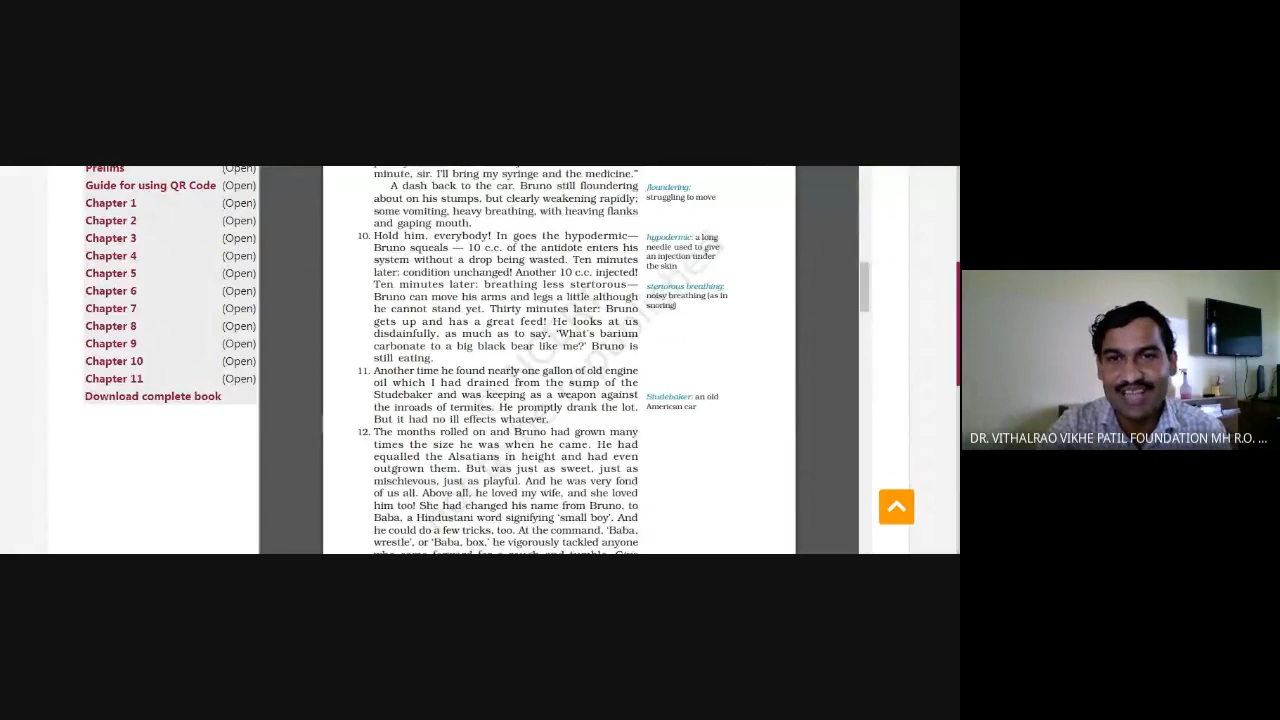 Prelims (Open)
Guide for using QR Code (Open)
Chapter 1 (Open)
Chapter 2 (Open)
Chapter 3 (Open)
Chapter 4 (Open)
Chapter 5 (Open)
Chapter 6 (Open)
Chapter 7 (Open)
Chapter 8 (Open)
Chapter 9 (Open)
Chapter 10 (Open)
Chapter 11 (Open)
Download complete book
minute, sir. I'll bring my syringe and the medicine."
A dash back to the car. Bruno still floundering
about on his stumps, but clearly weakening rapidly;
some vomiting, heavy breathing, with heaving flanks
and gaping mouth.
10. Hold him, everybody! In goes the hypodermic—
Bruno squeals — 10 c.c. of the antidote enters his
system without a drop being wasted. Ten minutes
later: condition unchanged! Another 10 c.c. injected!
Ten minutes later: breathing less stertorous—
Bruno can move his arms and legs a little although
he cannot stand yet. Thirty minutes later: Bruno
gets up and has a great feed! He looks at us
disdainfully, as much as to say, 'What's barium
carbonate to a big black bear like me?' Bruno is
still eating.
11. Another time he found nearly one gallon of old engine
oil which I had drained from the sump of the
Studebaker and was keeping as a weapon against
the inroads of termites. He promptly drank the lot.
But it had no ill effects whatever.
12. The months rolled on and Bruno had grown many
times the size he was when he came. He had
equalled the Alsatians in height and had even
outgrown them. But was just as sweet, just as
mischievous, just as playful. And he was very fond
of us all. Above all, he loved my wife, and she loved
him too! She had changed his name from Bruno, to
Baba, a Hindustani word signifying 'small boy'. And
he could do a few tricks, too. At the command, 'Baba,
wrestle', or 'Baba, box,' he vigorously tackled anyone
floundering:
struggling to move
hypodermic: a long
needle used to give
an injection under
the skin
stertorous breathing:
noisy breathing (as in
snoring)
Studebaker: an old
American car
DR. VITHALRAO VIKHE PATIL FOUNDATION MH R.O. ...